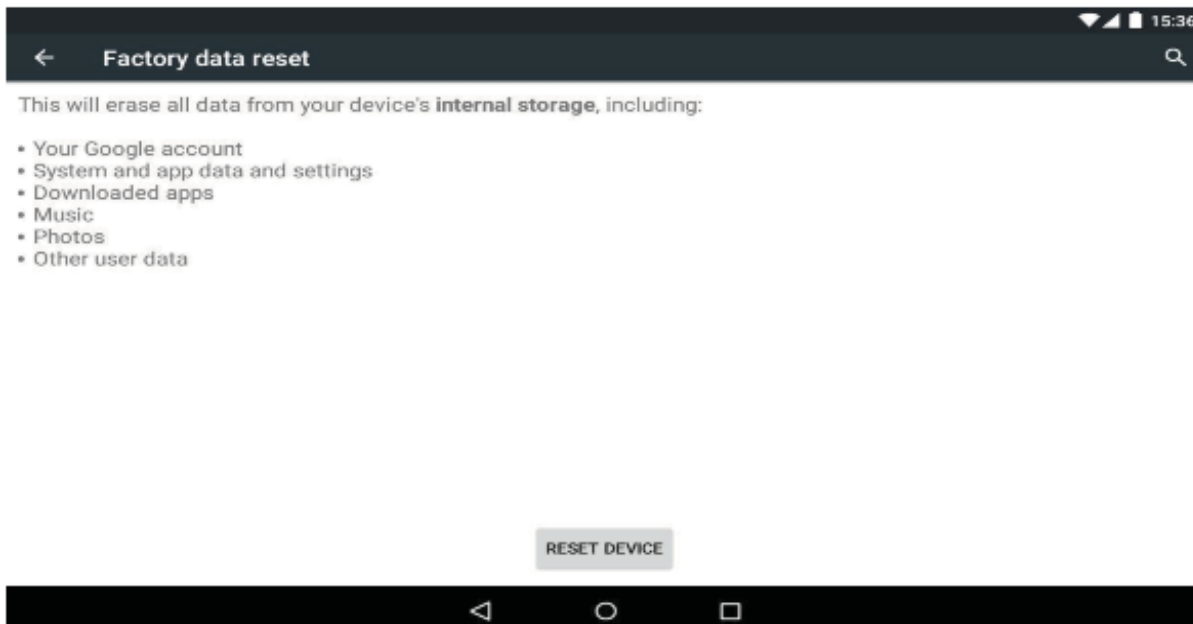 15:36
Factory data reset
This will erase all data from your device's internal storage, including:
• Your Google account
• System and app data and settings
• Downloaded apps
• Music
• Photos
• Other user data
RESET DEVICE